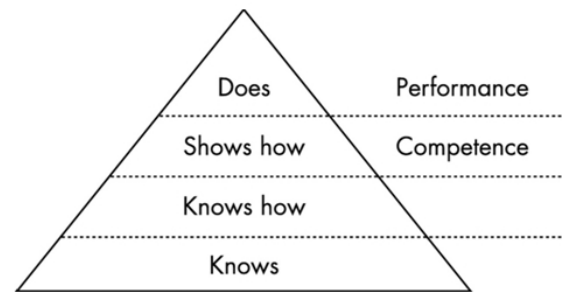 Does Performance
Shows how Competence
Knows how
Knows